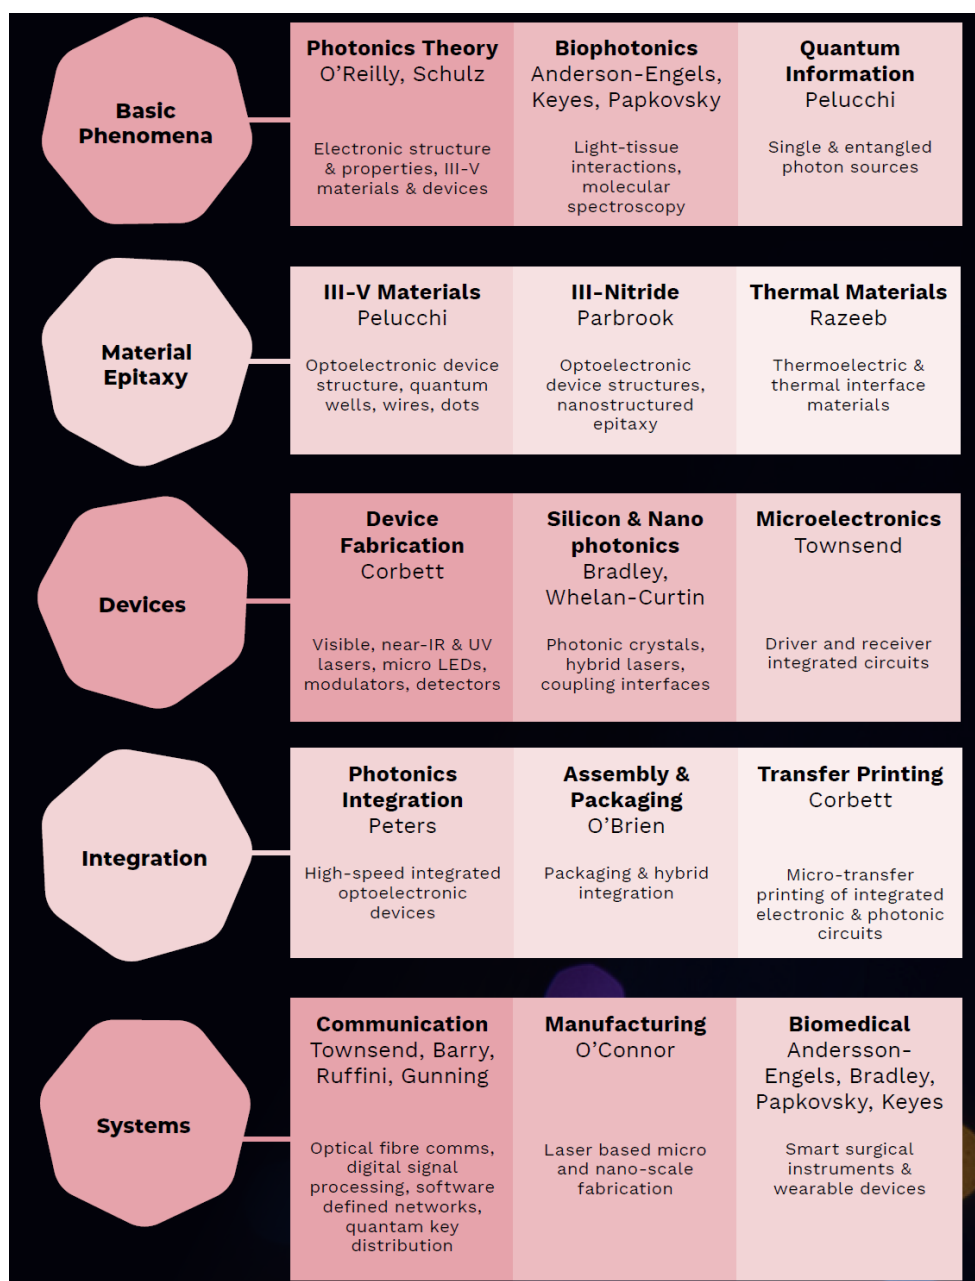 Basic
Phenomena
Photonics Theory
O'Reilly, Schulz
Electronic structure
& properties, III-V
materials & devices
Biophotonics
Anderson-Engels,
Keyes, Papkovsky
Light-tissue
interactions,
molecular
spectroscopy
Quantum
Information
Pelucchi
Single & entangled
photon sources
Material
Epitaxy
III-V Materials
Pelucchi
Optoelectronic device
structure, quantum
wells, wires, dots
III-Nitride
Parbrook
Optoelectronic
device structures,
nanostructured
epitaxy
Thermal Materials
Razeeb
Thermoelectric &
thermal interface
materials
Devices
Device
Fabrication
Corbett
Visible, near-IR & UV
lasers, micro LEDs,
modulators, detectors
Silicon & Nano
photonics
Bradley,
Whelan-Curtin
Photonic crystals,
hybrid lasers,
coupling interfaces
Microelectronics
Townsend
Driver and receiver
integrated circuits
Integration
Photonics
Integration
Peters
High-speed integrated
optoelectronic
devices
Assembly &
Packaging
O'Brien
Packaging & hybrid
integration
Transfer Printing
Corbett
Micro-transfer
printing of integrated
electronic & photonic
circuits
Systems
Communication
Townsend, Barry,
Ruffini, Gunning
Optical fibre comms,
digital signal
processing, software
defined networks,
quantam key
distribution
Manufacturing
O'Connor
Laser based micro
and nano-scale
fabrication
Biomedical
Andersson-
Engels, Bradley,
Papkovsky, Keyes
Smart surgical
instruments &
wearable devices